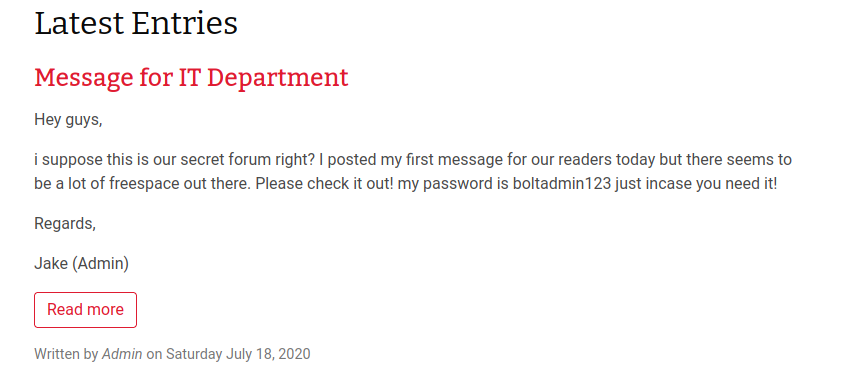 Latest Entries
Message for IT Department
Hey guys,
i suppose this is our secret forum right? I posted my first message for our readers today but there seems to
be a lot of freespace out there. Please check it out! my password is boltadmin123 just incase you need it!
Regards,
Jake (Admin)
Read more
Written by Admin on Saturday July 18, 2020